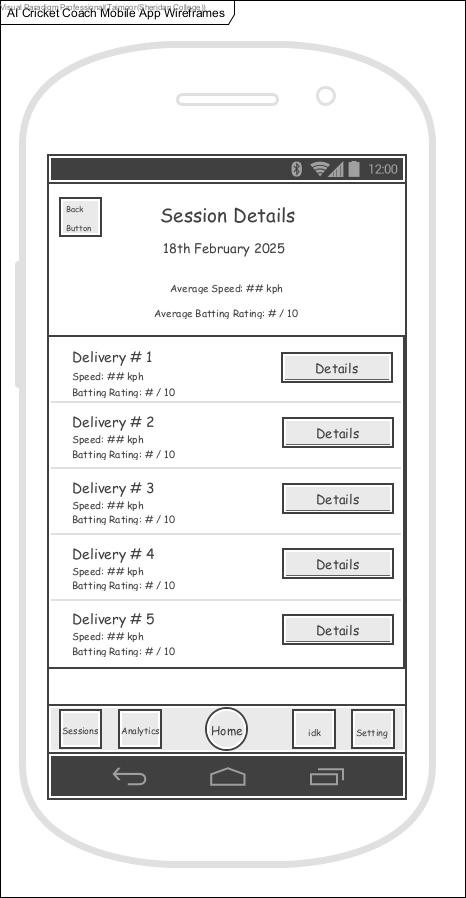 Visual Paradigm Professional(Taimoor(Sheridan College))
AI Cricket Coach Mobile App Wireframes
12:00
Back
Button
Session Details
18th February 2025
Average Speed: ## kph
Average Batting Rating: # / 10
Delivery # 1
Speed: ## kph
Batting Rating: # / 10
Details
Delivery # 2
Speed: ## kph
Batting Rating: # / 10
Details
Delivery # 3
Speed: ## kph
Batting Rating: # / 10
Details
Delivery # 4
Speed: ## kph
Batting Rating: # / 10
Details
Delivery # 5
Speed: ## kph
Batting Rating: # / 10
Details
Sessions Analytics Home idk Setting